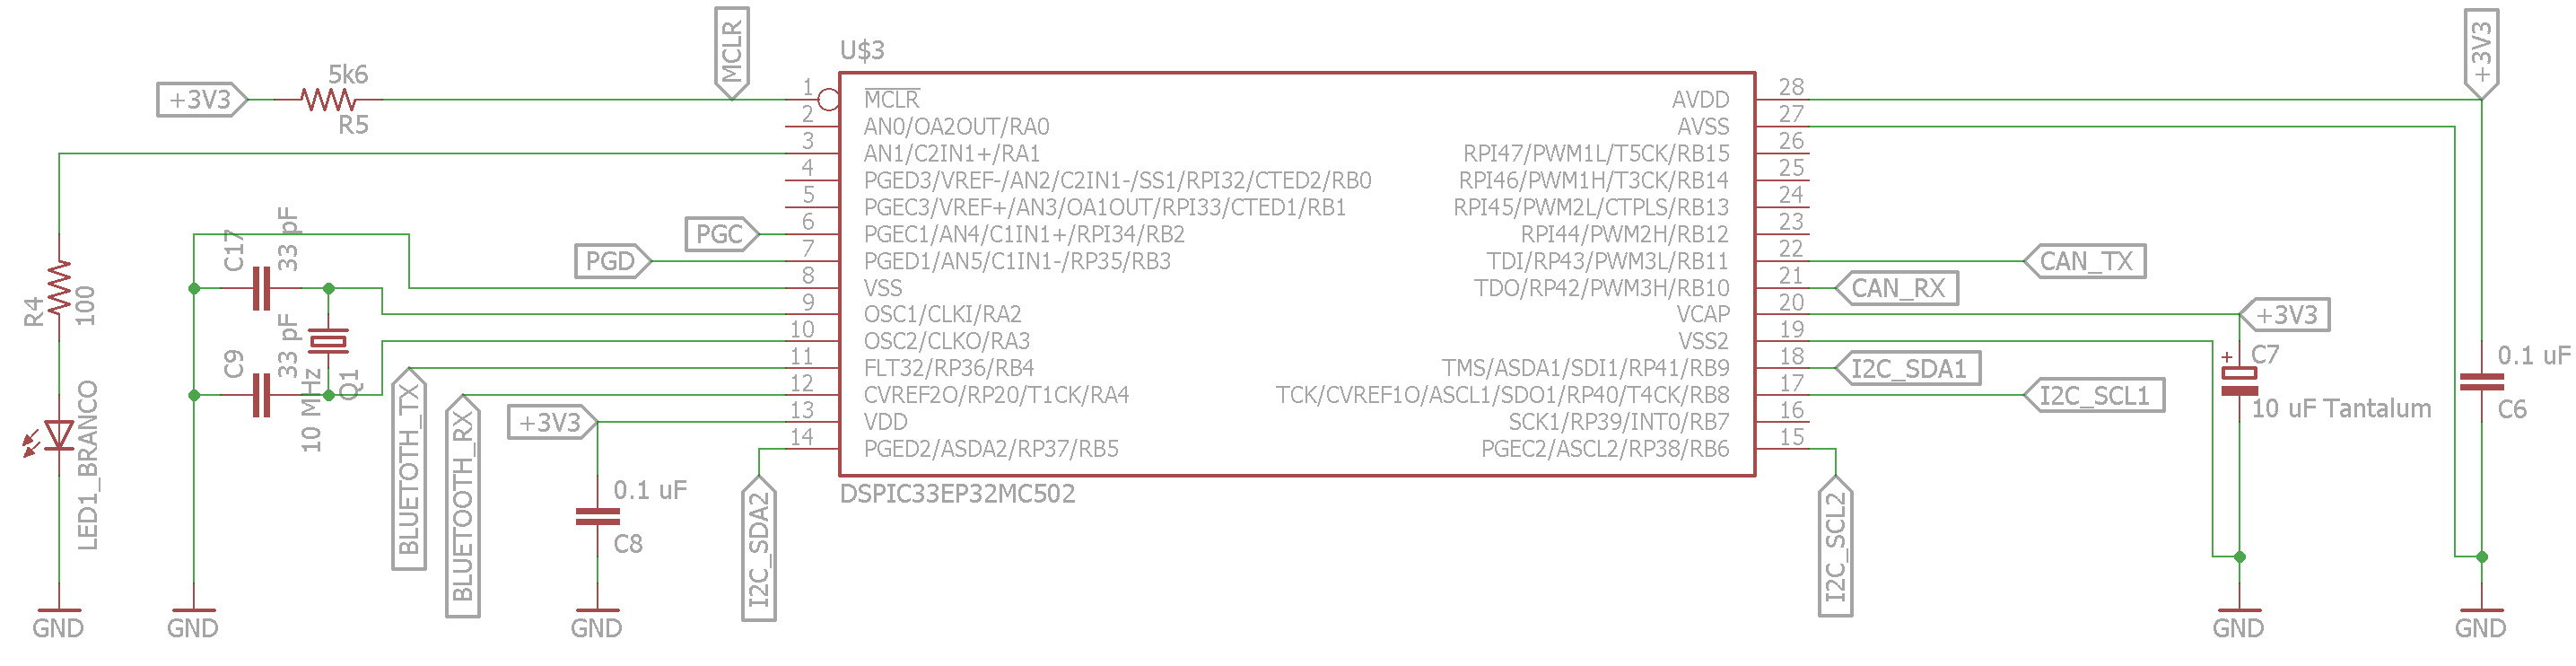 MCLR
+3V3
5k6
R5
U$3
+3V3
1
MCLR
2
AN0/OA2OUT/RA0
3
AN1/C2IN1+/RA1
4
PGED3/VREF-/AN2/C2IN1-/SS1/RPI32/CTED2/RB0
5
PGEC3/VREF+/AN3/OA1OUT/RPI33/CTED1/RB1
PGC
6
PGEC1/AN4/C1IN1+/RPI34/RB2
PGD
7
PGED1/AN5/C1IN1-/RP35/RB3
8
VSS
9
OSC1/CLKI/RA2
10
OSC2/CLKO/RA3
11
FLT32/RP36/RB4
12
CVREF2O/RP20/T1CK/RA4
13
VDD
14
PGED2/ASDA2/RP37/RB5
28
AVDD
27
AVSS
26
RPI47/PWM1L/T5CK/RB15
25
RPI46/PWM1H/T3CK/RB14
24
RPI45/PWM2L/CTPLS/RB13
23
RPI44/PWM2H/RB12
22
TDI/RP43/PWM3L/RB11
CAN_TX
21
TDO/RP42/PWM3H/RB10
CAN_RX
20
VCAP
+3V3
19
VSS2
18
TMS/ASDA1/SDI1/RP41/RB9
I2C_SDA1
17
TCK/CVREF1O/ASCL1/SDO1/RP40/T4CK/RB8
I2C_SCL1
16
SCK1/RP39/INT0/RB7
15
PGEC2/ASCL2/RP38/RB6
DSPIC33EP32MC502
R4
100
LED1_BRANCO
GND
C17
33 pF
C9
33 pF
10 MHz
Q1
GND
BLUETOOTH_RX
+3V3
0.1 uF
C8
GND
I2C_SDA2
I2C_SCL2
+
C7
10 uF Tantalum
GND
0.1 uF
C6
GND
BLUETOTH_TX